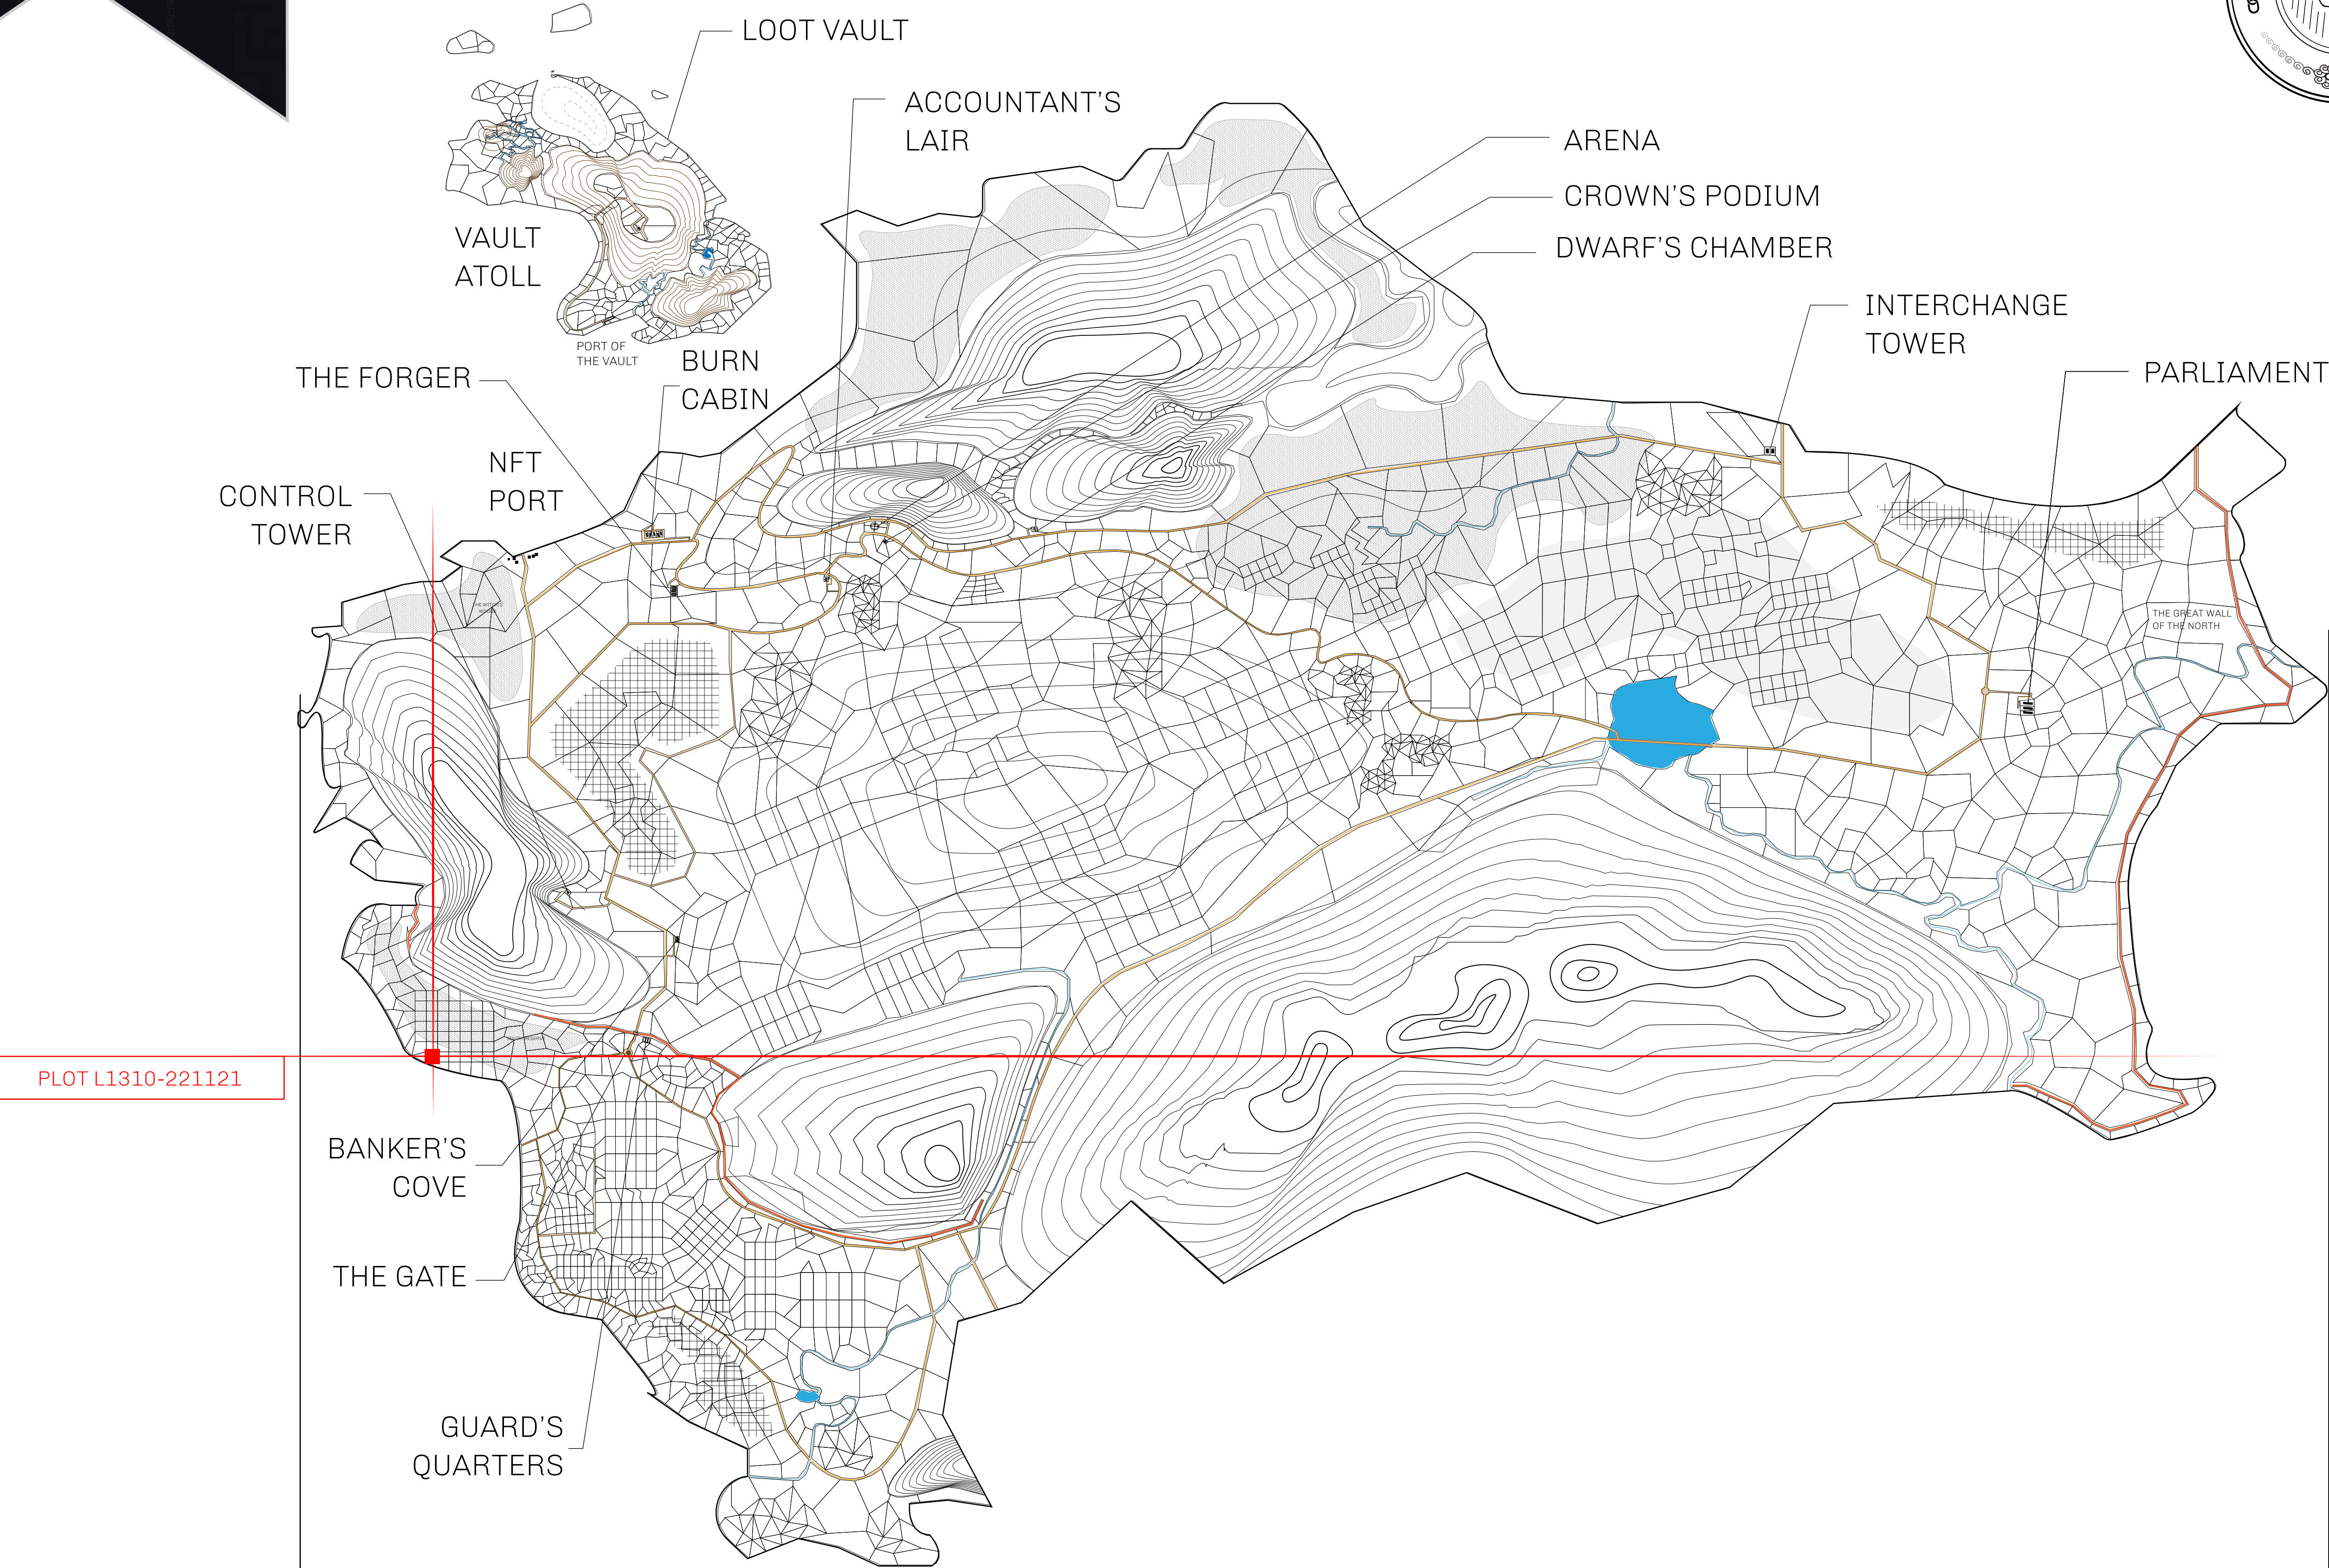 LOOT VAULT
ACCOUNTANT'S
LAIR
ARENA
CROWN'S PODIUM
DWARF'S CHAMBER
VAULT
ATOLL
INTERCHANGE
TOWER
PORT OF
THE VAULT
BURN
CABIN
THE FORGER
PARLIAMENT
NFT
PORT
CONTROL
TOWER
THE GREAT WALL
OF THE NORTH
PLOT L1310-221121
BANKER'S
COVE
THE GATE
GUARD'S
QUARTERS